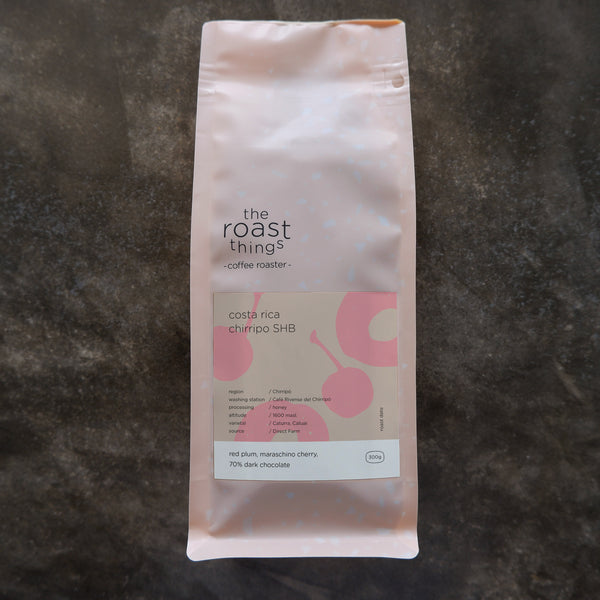 the
roast
things
-coffee roaster-
costa rica
chirripo SHB
region / Chirripó
washing station / Cafe Rivense del Chirripó
processing / honey
altitude / 1600 masl
varietal / Caturra, Catuai
source / Direct Farm
roast date
red plum, maraschino cherry,
70% dark chocolate
300g